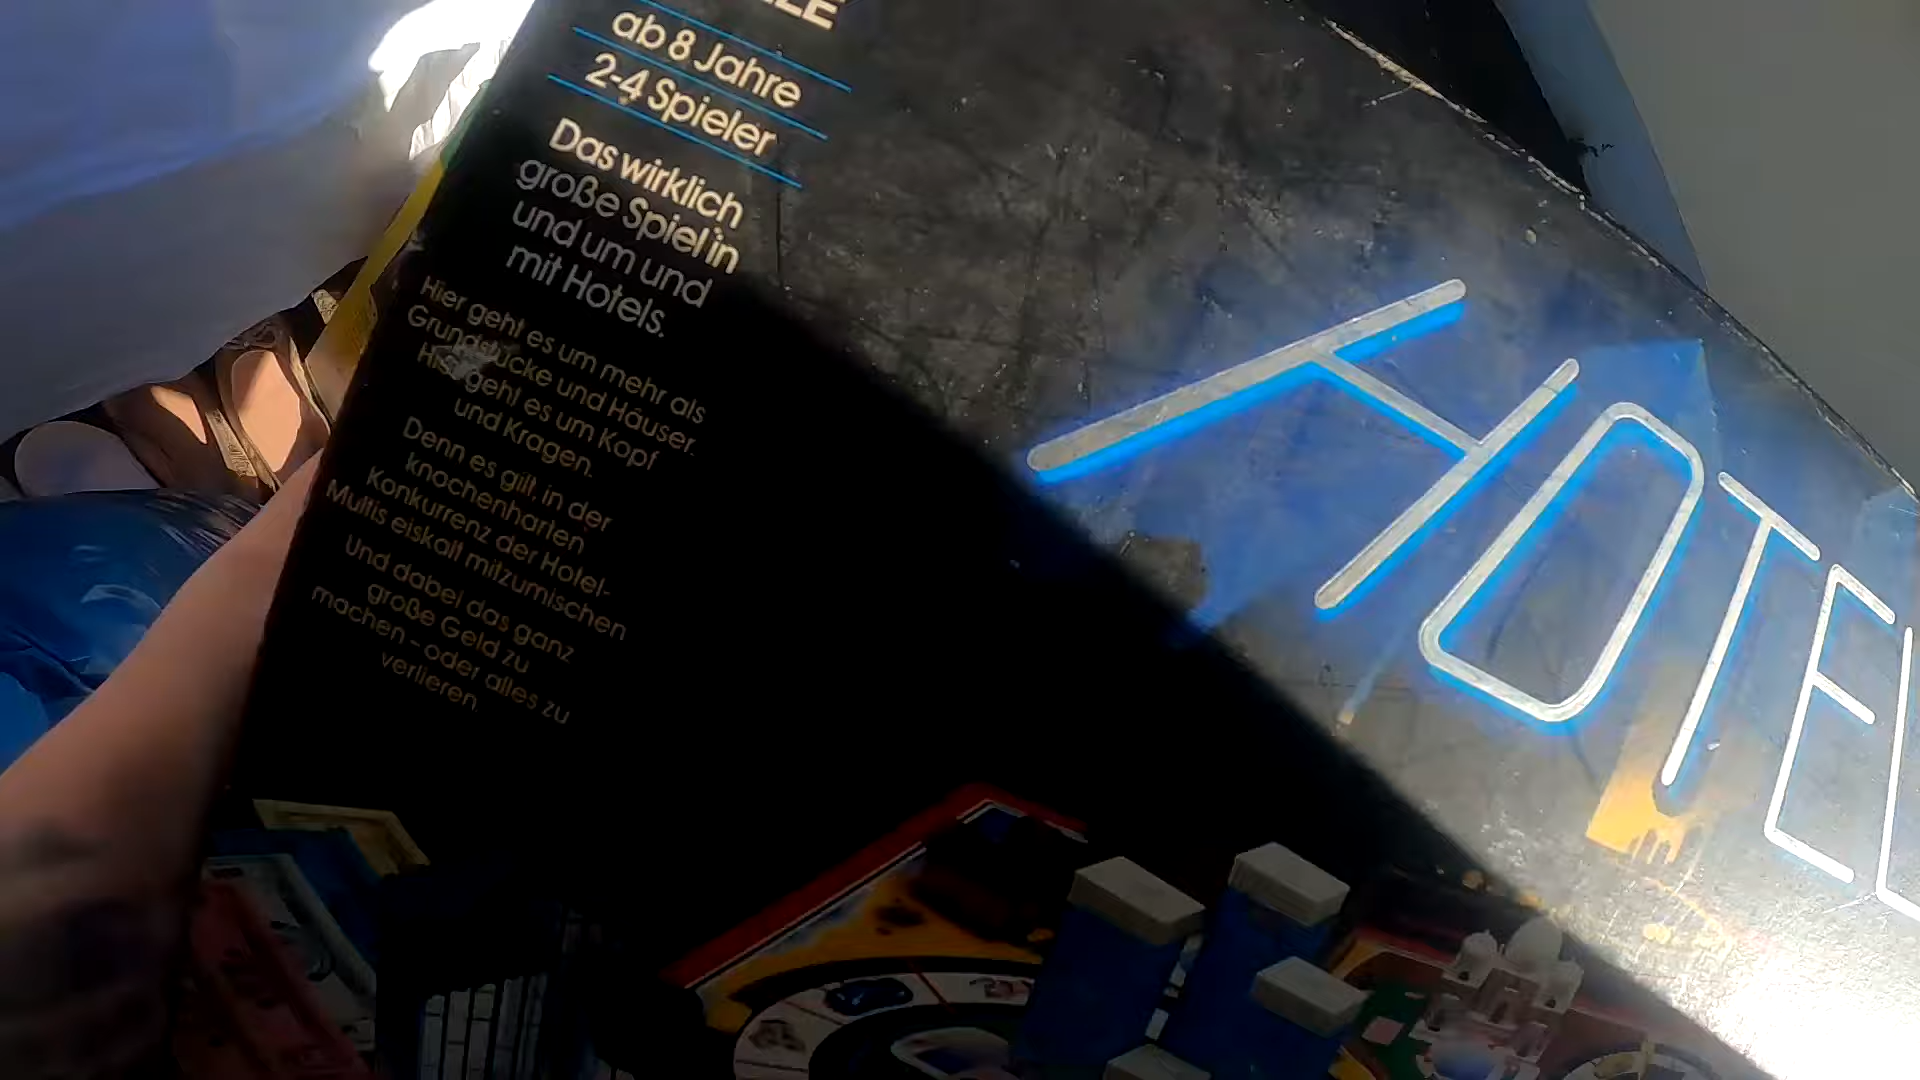 ab 8 Jahre
2-4 Spieler
Das wirklich
große Spiel in
und um und
mit Hotels.
Hier geht es um mehr als
Grundstücke und Häuser.
Hier geht es um Kopf
und Kragen.
Denn es gilt, in der
knochenharten
Konkurrenz der Hotel-
Multis eiskalt mitzumischen
Und dabei das ganz
große Geld zu
machen – oder alles zu
verlieren.
HOTEL